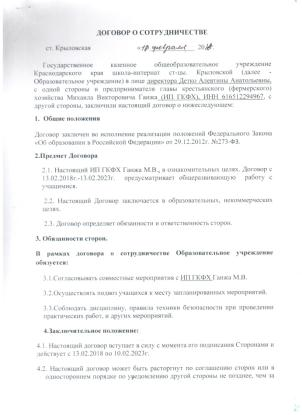 ДОГОВОР О СОТРУДНИЧЕСТВЕ
ст. Крыловская
Государственное казенное общеобразовательное учреждение
Краснодарского края школа-интернат ст-цы. Крыловской (далее -
Образовательное учреждение) в лице директора Детко Алевтины Анатольевны,
с одной стороны и предпринимателя главы крестьянского (фермерского)
хозяйства Михаила Викторовича Ганжа (ИП ГКФХ), ИНН 616512294967, с
другой стороны, заключили настоящий договор о нижеследующем:
1. Общие положения
Договор заключен во исполнение реализации положений Федерального Закона
«Об образовании в Российской Федерации» от 29.12.2012г. №273-ФЗ.
2.Предмет Договора
2.1. Настоящий ИП ГКФХ Ганжа М.В., в ознакомительных целях. Договор с
13.02.2018г.-13.02.2023г. предусматривает общеразвивающую работу с
учащимися.
2.2. Настоящий Договор заключается в образовательных, некоммерческих
целях.
2.3. Договор определяет обязанности и ответственность сторон.
3. Обязанности сторон.
В рамках договора о сотрудничестве Образовательное учреждение
обязуется:
3.1.Согласовывать совместные мероприятия с ИП ГКФХ Ганжа М.В.
3.2.Осуществлять подвоз учащихся к месту запланированных мероприятий.
3.3.Соблюдать дисциплину, правила техники безопасности при проведении
практических работ, и других мероприятий.
4.Заключительное положение:
4.1. Настоящий договор вступает в силу с момента его подписания Сторонами и
действует с 13.02.2018 по 10.02.2023г.
4.2. Настоящий договор может быть расторгнут по соглашению сторон или в
одностороннем порядке по уведомлению другой стороны не позднее, чем за